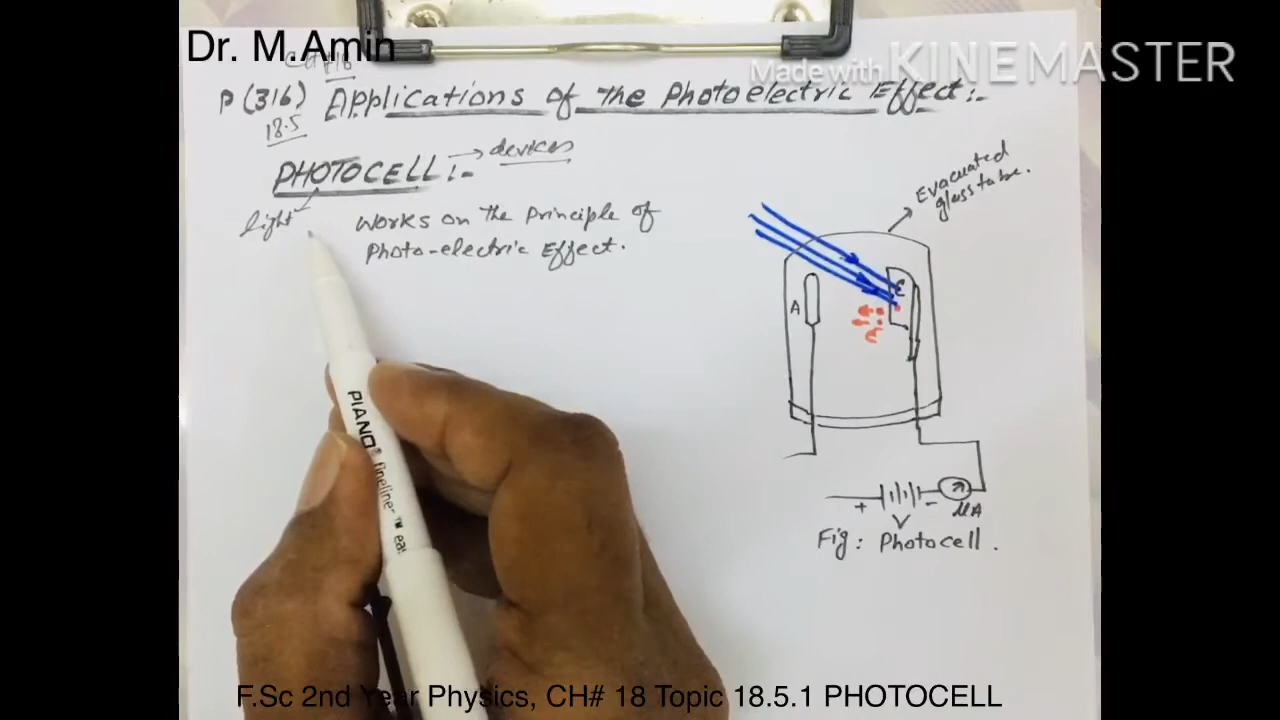 Dr. M.Amin
Made with KINEMASTER
P (316) Applications of the Photoelectric Effect:-
18.5
PHOTOCELL:- → devices
light
Works on the Principle of
Photo-electric Effect.
Evacuated
glass tube.
A
C
e-
+ -
μA
V
Fig: Photocell.
PIANO® fineliner™ eas
F.Sc 2nd Year Physics, CH# 18 Topic 18.5.1 PHOTOCELL